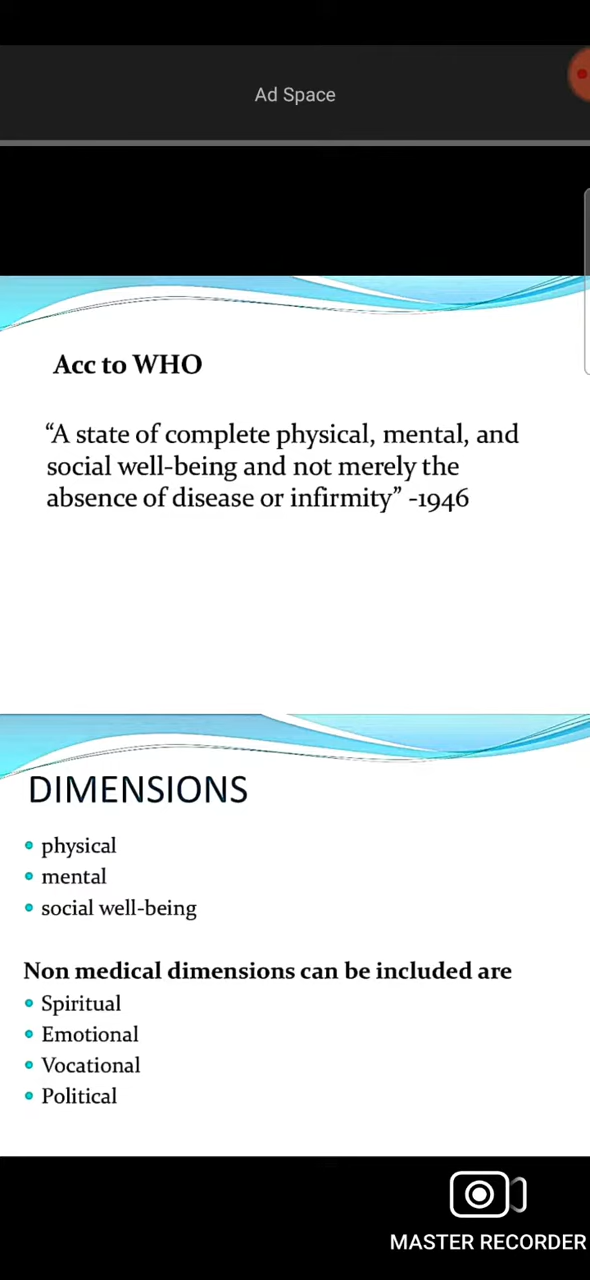 Ad Space
Acc to WHO
“A state of complete physical, mental, and
social well-being and not merely the
absence of disease or infirmity” -1946
DIMENSIONS
physical
mental
social well-being
Non medical dimensions can be included are
Spiritual
Emotional
Vocational
Political
MASTER RECORDER